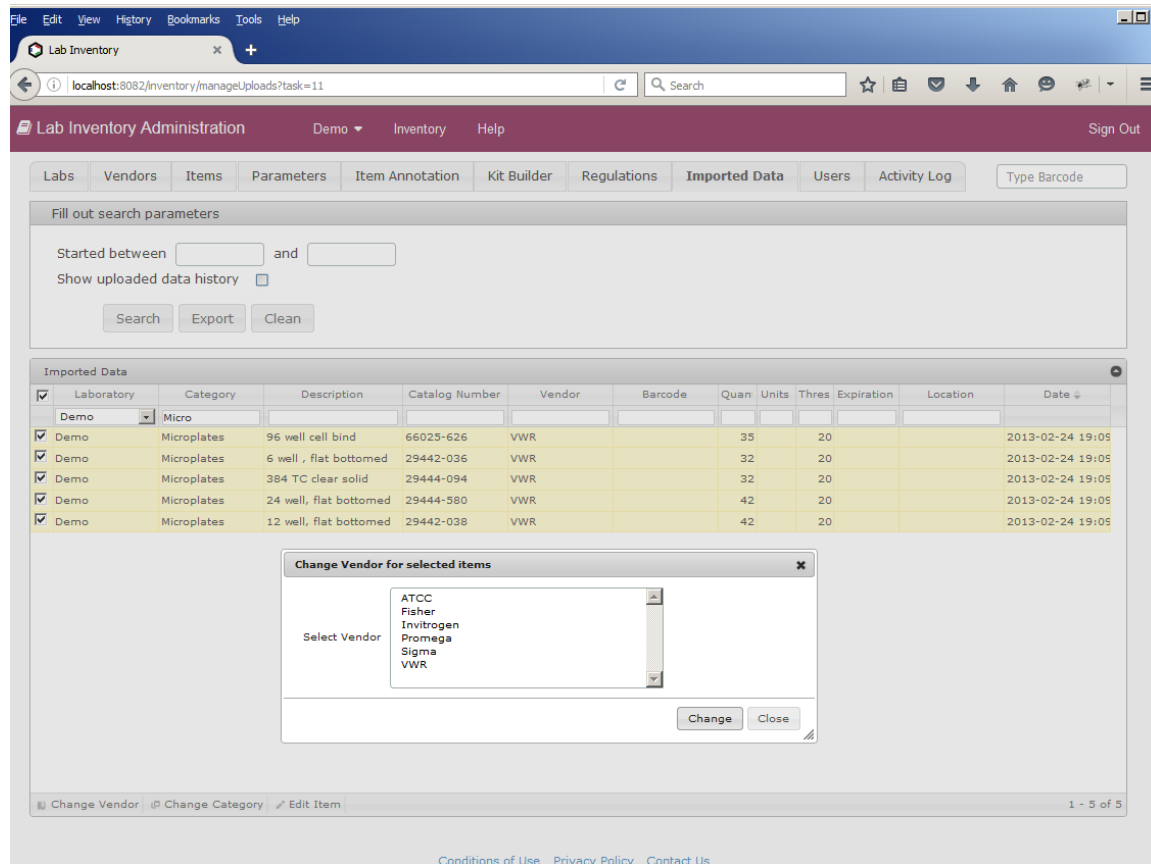 File Edit View History Bookmarks Tools Help
Lab Inventory
localhost:8082/inventory/manageUploads?task=11 Search
Lab Inventory Administration Demo Inventory Help Sign Out
Labs Vendors Items Parameters Item Annotation Kit Builder Regulations Imported Data Users Activity Log Type Barcode
Fill out search parameters
Started between and
Show uploaded data history
Search Export Clean
Imported Data
Laboratory Category Description Catalog Number Vendor Barcode Quan Units Thres Expiration Location Date
Demo Micro
Demo Microplates 96 well cell bind 66025-626 VWR 35 20 2013-02-24 19:09
Demo Microplates 6 well , flat bottomed 29442-036 VWR 32 20 2013-02-24 19:09
Demo Microplates 384 TC clear solid 29444-094 VWR 32 20 2013-02-24 19:09
Demo Microplates 24 well, flat bottomed 29444-580 VWR 42 20 2013-02-24 19:09
Demo Microplates 12 well, flat bottomed 29442-038 VWR 42 20 2013-02-24 19:09
Change Vendor for selected items
Select Vendor
ATCC
Fisher
Invitrogen
Promega
Sigma
VWR
Change Close
Change Vendor Change Category Edit Item 1 - 5 of 5
Conditions of Use Privacy Policy Contact Us